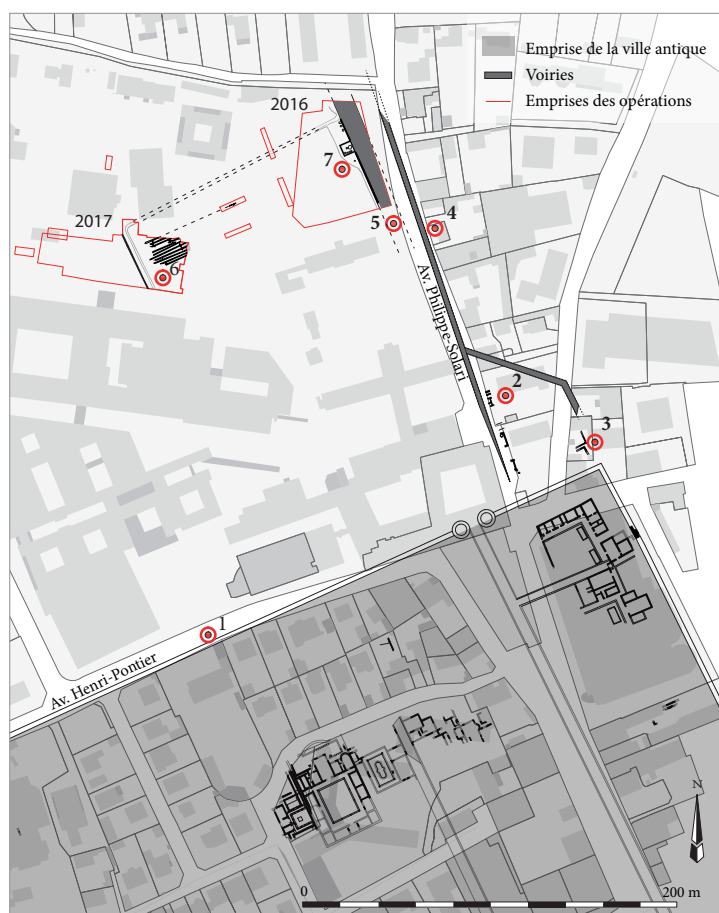 Emprise de la ville antique
Voiries
Emprises des opérations
2016
7
2017
5
4
6
Av. Philippe-Solari
2
3
1
Av. Henri-Pontier
N
0
200 m